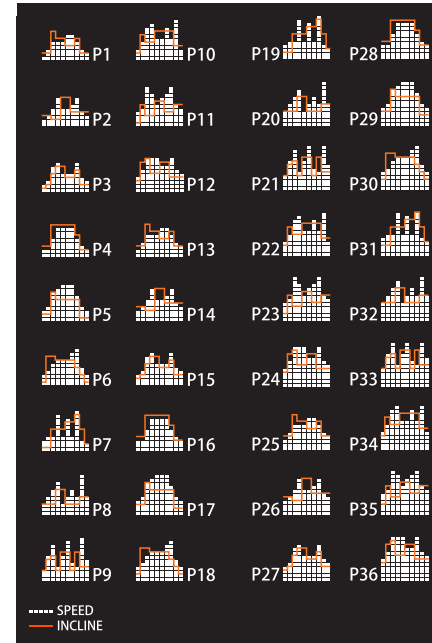 P1 P10 P19 P28
P2 P11 P20 P29
P3 P12 P21 P30
P4 P13 P22 P31
P5 P14 P23 P32
P6 P15 P24 P33
P7 P16 P25 P34
P8 P17 P26 P35
P9 P18 P27 P36
SPEED
INCLINE